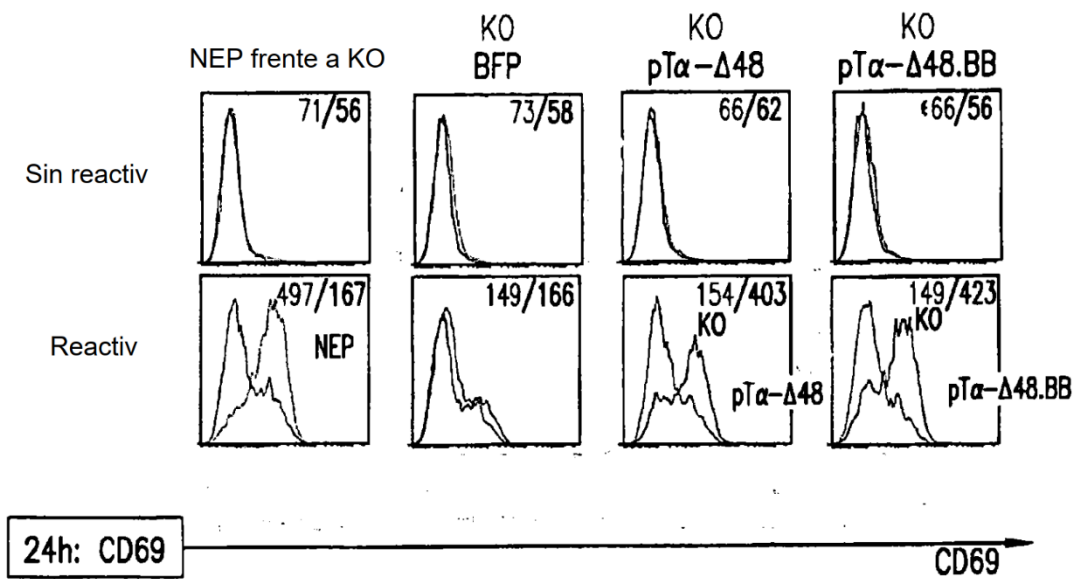 NEP frente a KO
KO
BFP
KO
pTα-Δ48
KO
pTα-Δ48.BB
Sin reactiv
71/56
73/58
66/62
66/56
Reactiv
497/167
NEP
149/166
154/403
KO
pTα-Δ48
149/423
KO
pTα-Δ48.BB
24h: CD69
CD69